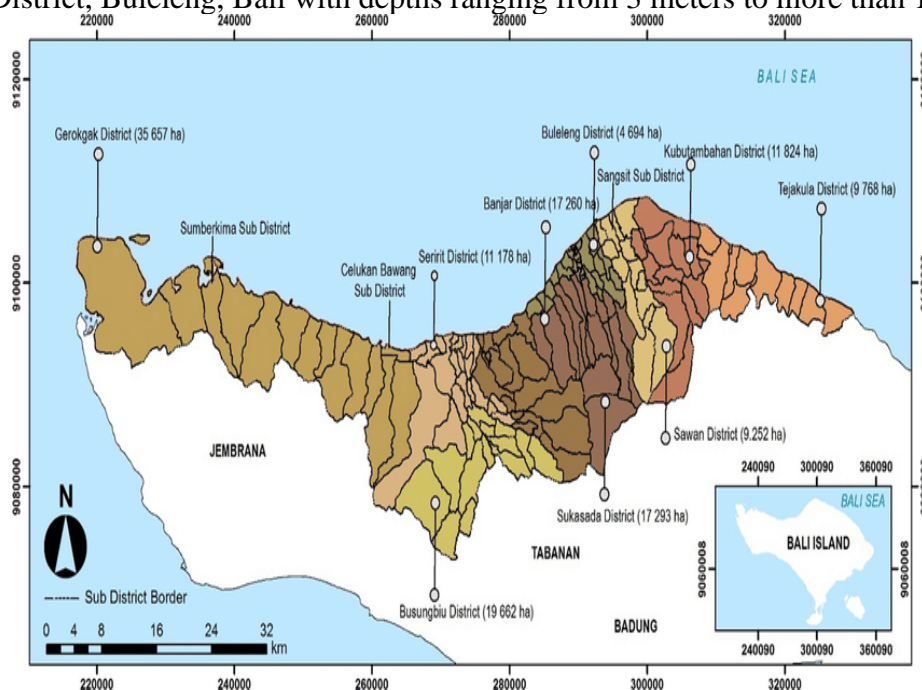 District, Buleleng, Bali with depths ranging from 5 meters to more than
220000 240000 260000 280000 300000 320000
9120000
BALI SEA
Gerokgak District (35 657 ha)
Buleleng District (4 694 ha)
Kubutambahan District (11 824 ha)
Sangsit Sub District
Tejakula District (9 768 ha)
Banjar District (17 260 ha)
Sumberkima Sub District
Seririt District (11 178 ha)
Celukan Bawang
Sub District
9100000
Sawan District (9.252 ha)
JEMBRANA
9080000
Sukasada District (17 293 ha)
TABANAN
Busungbiu District (19 662 ha)
BADUNG
N
Sub District Border
0 4 8 16 24 32
km
240090 300090 360090
BALI SEA
BALI ISLAND
9060008
9060008
240090 300090 360090
220000 240000 260000 280000 300000 320000